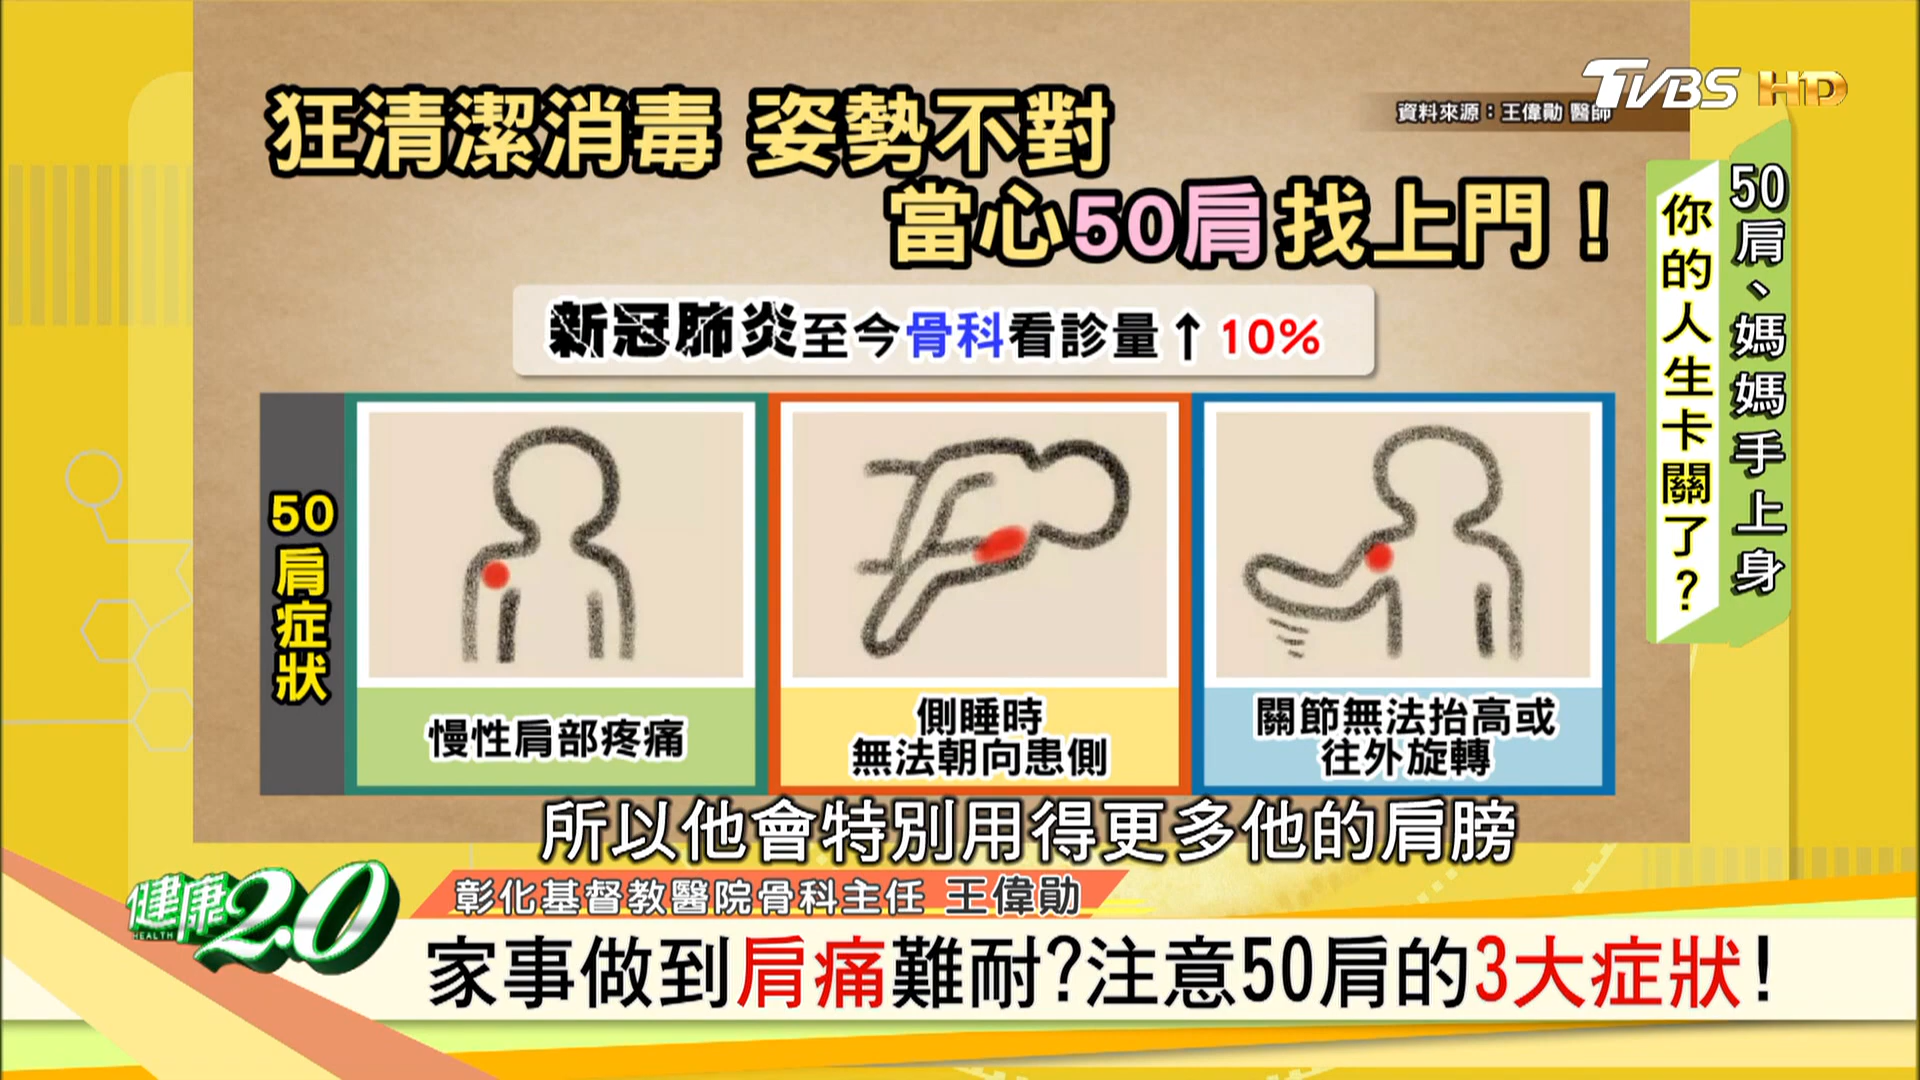 狂清潔消毒 姿勢不對
當心50肩找上門！
資料來源：王偉勛 醫師
TVBS HD
50肩、媽媽手上身
你的人生卡關了？
新冠肺炎至今骨科看診量↑10%
50肩症狀
慢性肩部疼痛
側睡時
無法朝向患側
關節無法抬高或
往外旋轉
所以他會特別用得更多他的肩膀
健康2.0
HEALTH
彰化基督教醫院骨科主任 王偉勛
家事做到肩痛難耐?注意50肩的3大症狀!